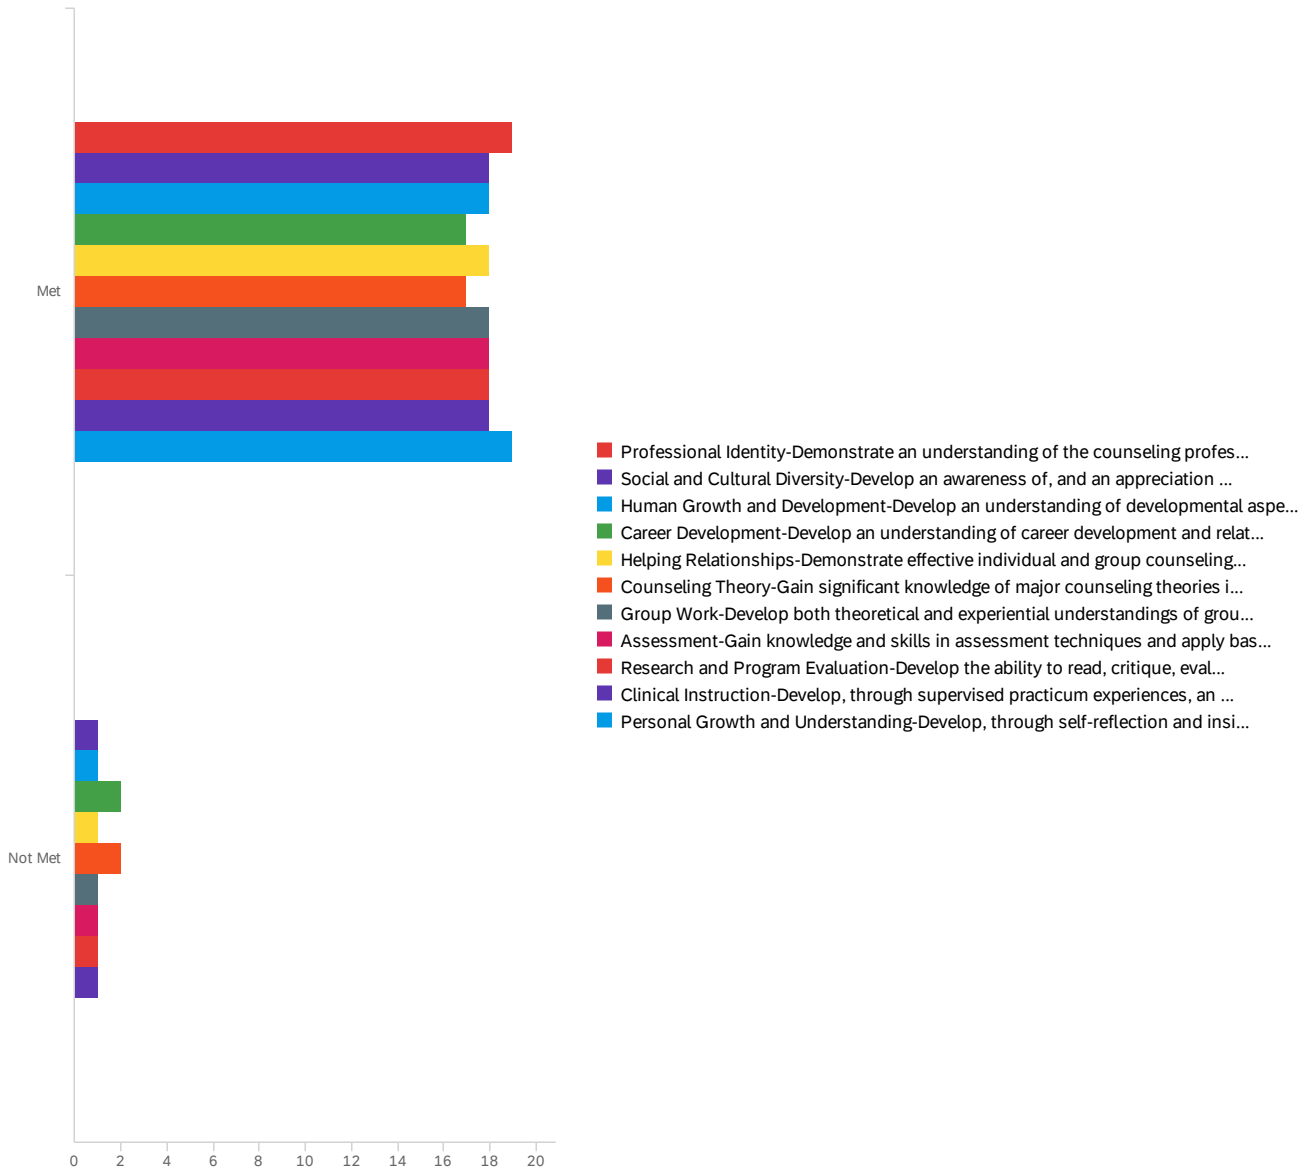 Met
Professional Identity-Demonstrate an understanding of the counseling profes...
Social and Cultural Diversity-Develop an awareness of, and an appreciation ...
Human Growth and Development-Develop an understanding of developmental aspe...
Career Development-Develop an understanding of career development and relat...
Helping Relationships-Demonstrate effective individual and group counseling...
Counseling Theory-Gain significant knowledge of major counseling theories i...
Group Work-Develop both theoretical and experiential understandings of grou...
Assessment-Gain knowledge and skills in assessment techniques and apply bas...
Research and Program Evaluation-Develop the ability to read, critique, eval...
Clinical Instruction-Develop, through supervised practicum experiences, an ...
Personal Growth and Understanding-Develop, through self-reflection and insi...
Not Met
0 2 4 6 8 10 12 14 16 18 20